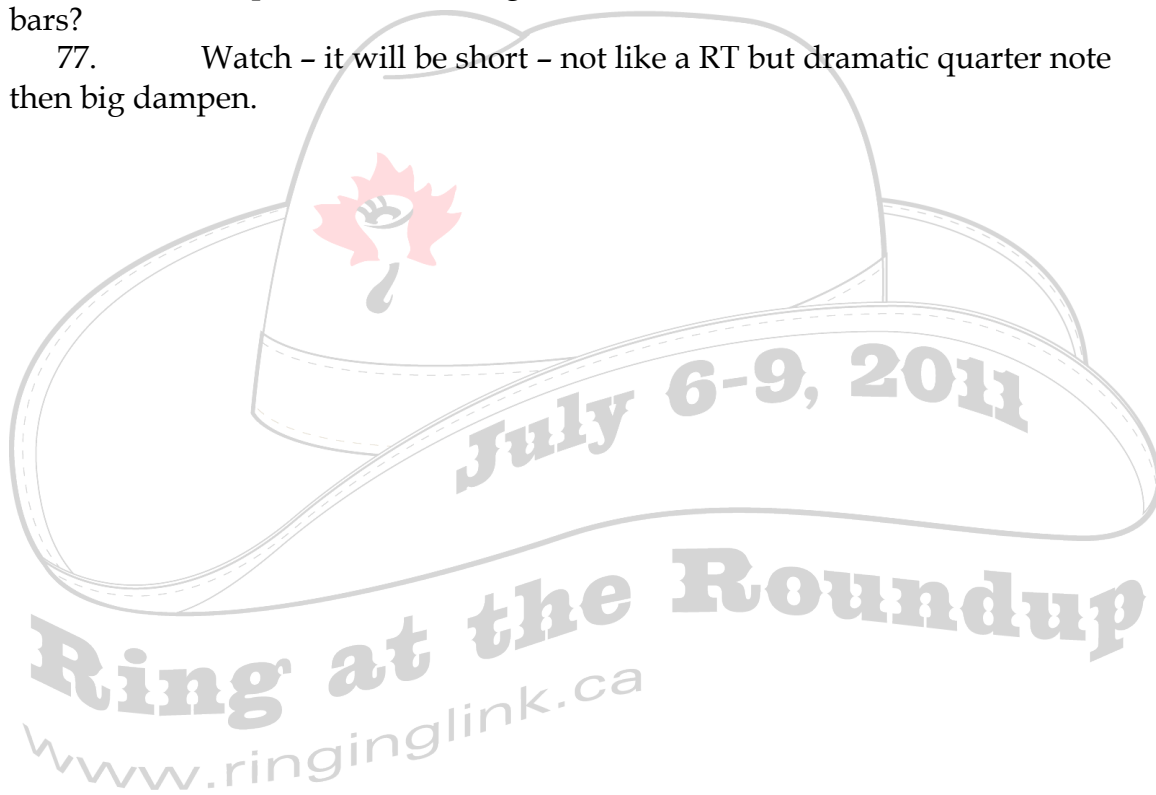 bars?
77. Watch – it will be short – not like a RT but dramatic quarter note
then big dampen.
July 6-9, 2011
Ring at the Roundup
www.ringinglink.ca